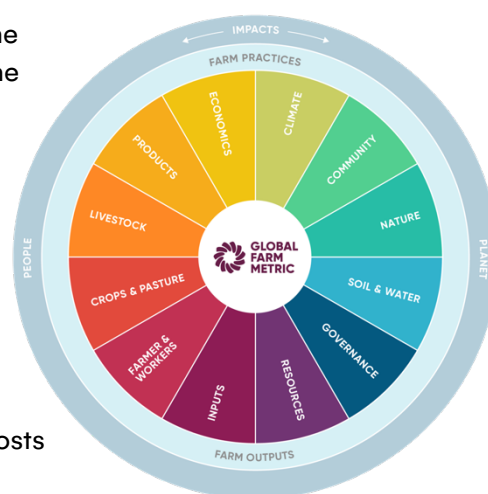 IMPACTS
FARM PRACTICES
ECONOMICS
CLIMATE
PRODUCTS
COMMUNITY
LIVESTOCK
NATURE
GLOBAL
FARM
METRIC
PEOPLE
PLANET
CROPS & PASTURE
SOIL & WATER
FARMER &
WORKERS
GOVERNANCE
INPUTS
RESOURCES
FARM OUTPUTS